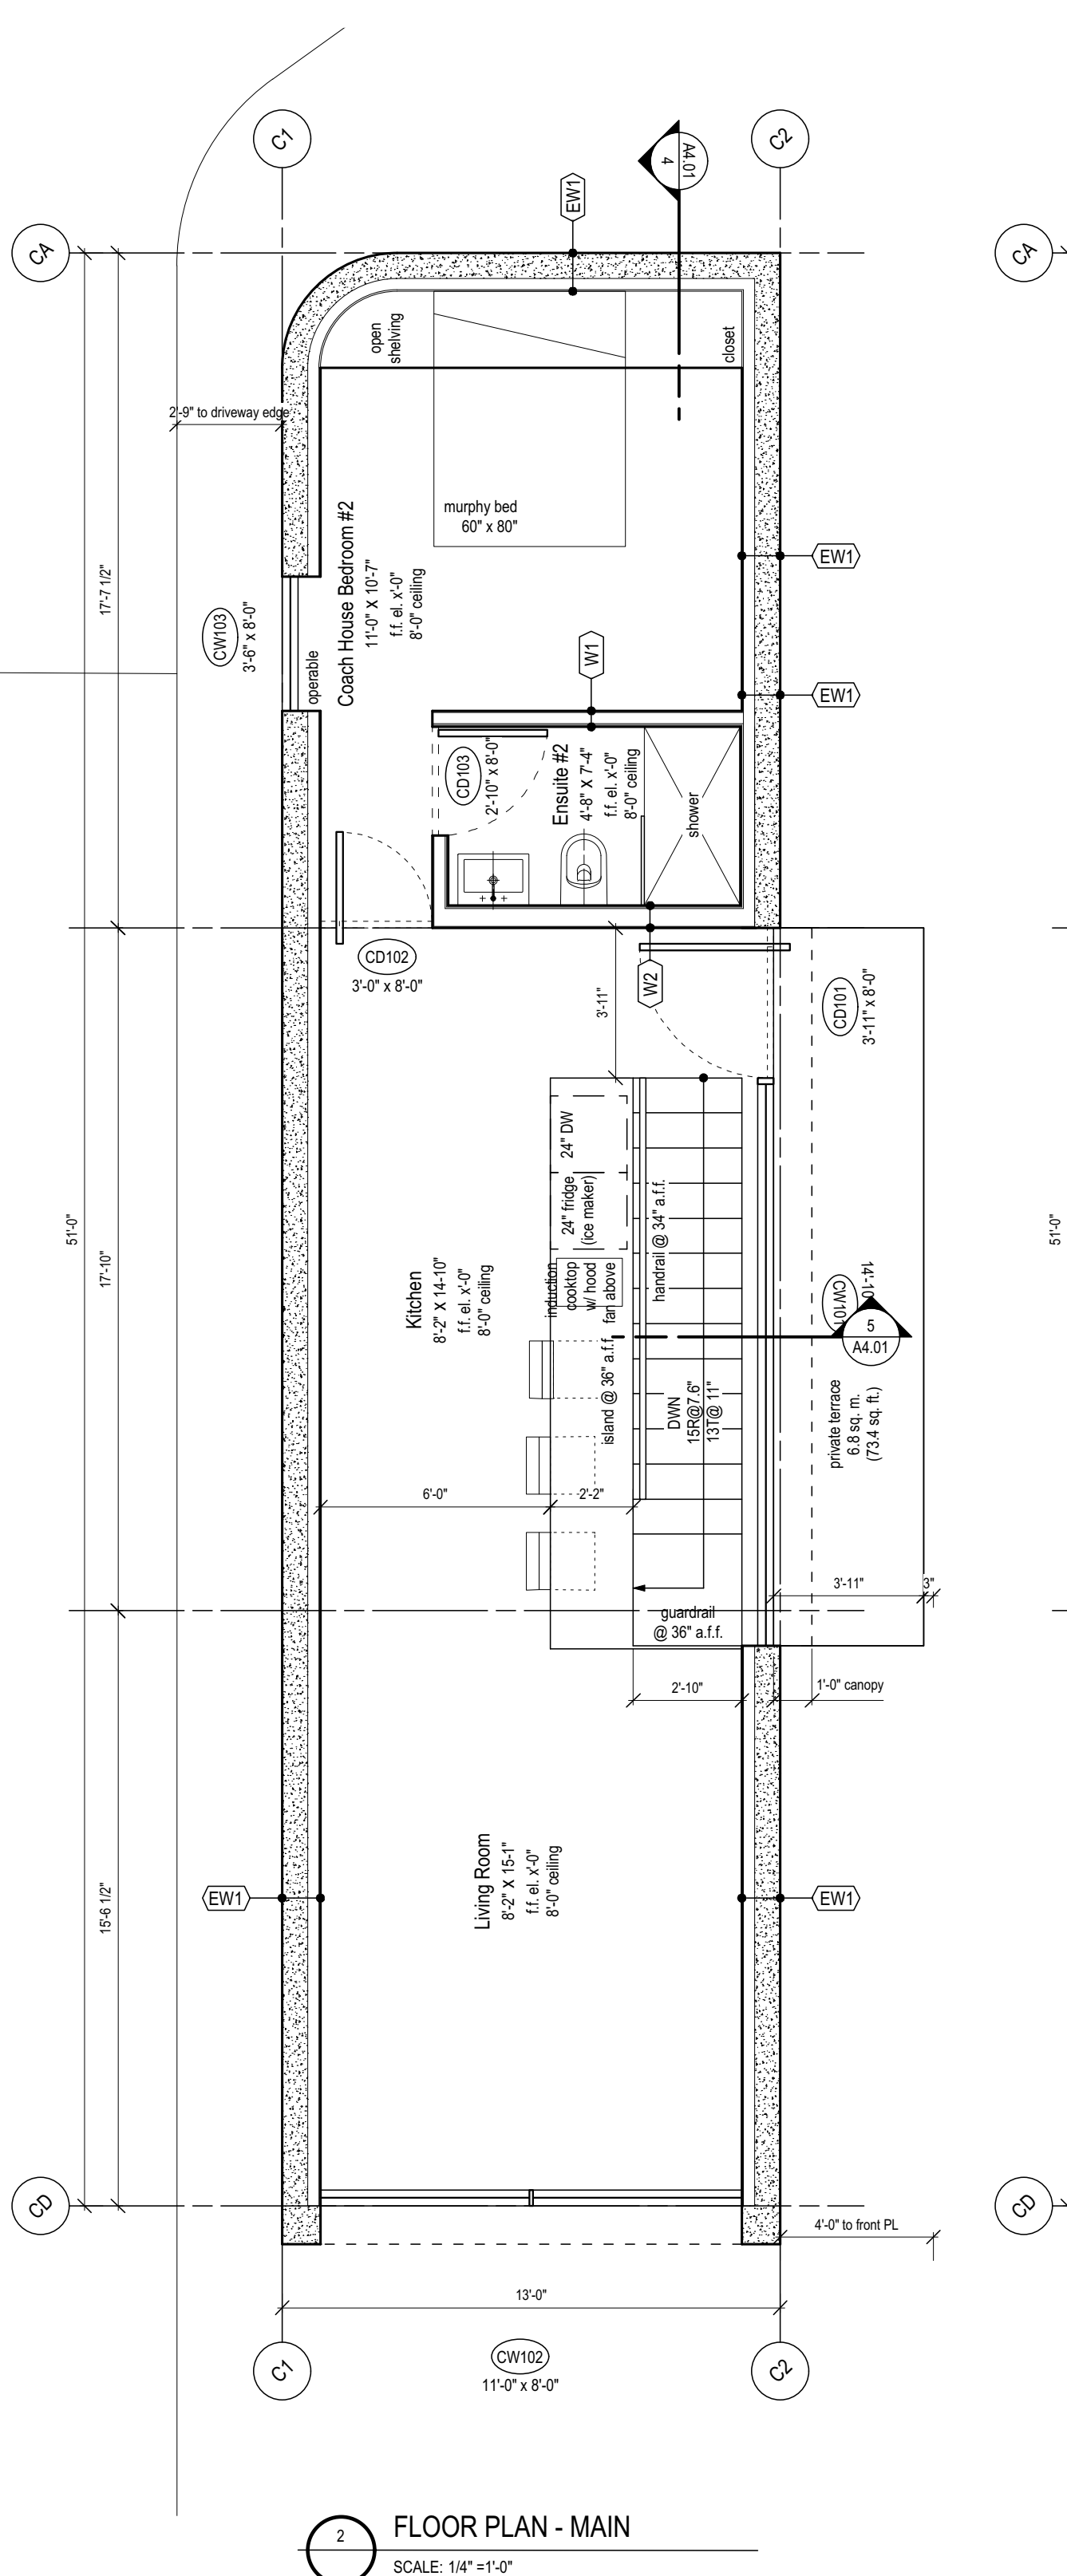 C1
C2
4
A4.01
EW1
CA
CA
open
shelving
closet
2'-9" to driveway edge
murphy bed
60" x 80"
Coach House Bedroom #2
11'-0" X 10'-7"
f.f. el. x'-0"
8'-0" ceiling
EW1
17'-7 1/2"
CW103
3'-6" x 8'-0"
operable
W1
EW1
CD103
2'-10" x 8'-0"
Ensuite #2
4'-8" X 7'-4"
f.f. el. x'-0"
8'-0" ceiling
shower
CD102
3'-0" x 8'-0"
W2
3'-11"
CD101
3'-11" x 8'-0"
24" DW
24" fridge
(ice maker)
handrail @ 34" a.f.f.
51'-0"
17'-10"
51'-0"
Kitchen
8'-2" X 14-10"
f.f. el. x'-0"
8'-0" ceiling
induction
cooktop
w/ hood
fan above
island @ 36" a.f.f.
CW101
14'-10"
5
A4.01
DWN
15R@7.6"
13T@ 11"
private terrace
6.8 sq. m.
(73.4 sq. ft.)
6'-0"
2'-2"
3'-11"
3"
guardrail
@ 36" a.f.f.
2'-10"
1'-0" canopy
Living Room
8'-2" X 15-1"
f.f. el. x'-0"
8'-0" ceiling
EW1
EW1
15'-6 1/2"
CD
CD
4'-0" to front PL
13'-0"
C1
CW102
11'-0" x 8'-0"
C2
2
FLOOR PLAN - MAIN
SCALE: 1/4" =1'-0"